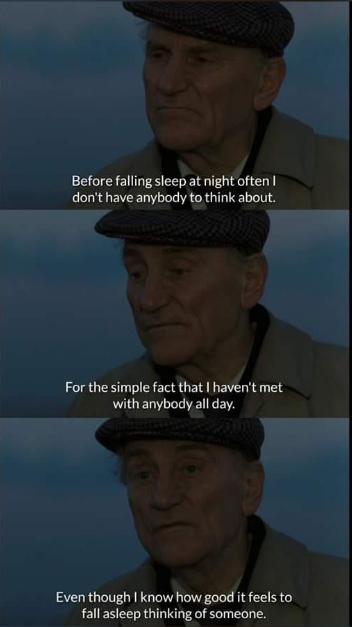 Before falling sleep at night often I
don't have anybody to think about.
For the simple fact that I haven't met
with anybody all day.
Even though I know how good it feels to
fall asleep thinking of someone.